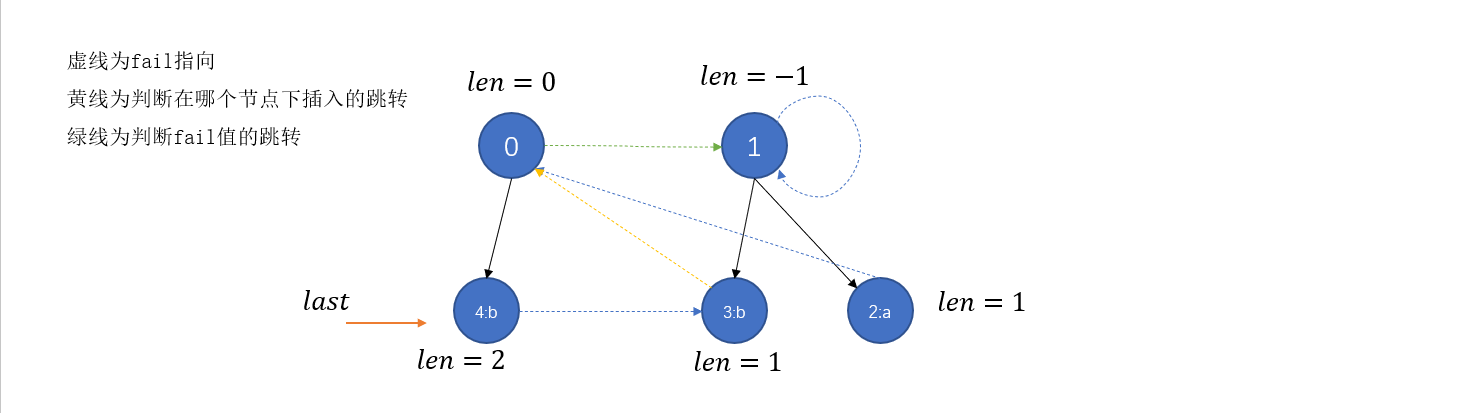 虚线为fail指向
黄线为判断在哪个节点下插入的跳转
绿线为判断fail值的跳转
len = 0
len = −1
0
1
last
4:b
3:b
2:a
len = 1
len = 2
len = 1